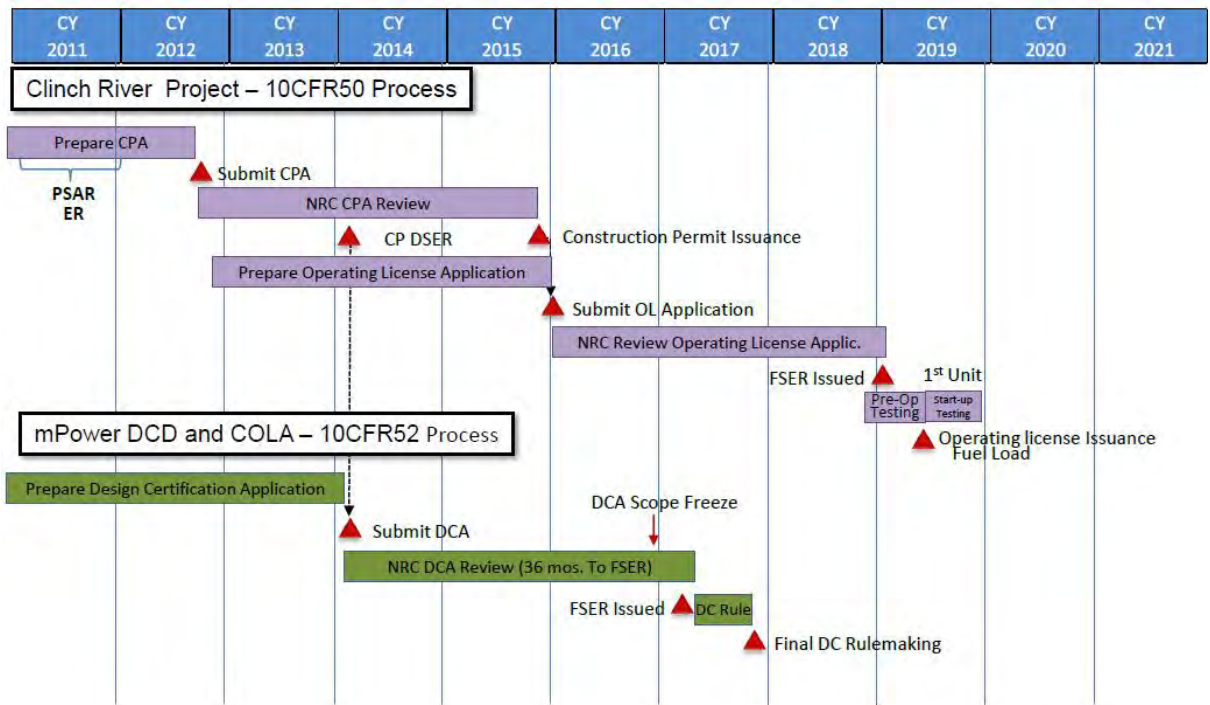 CY 2011
CY 2012
CY 2013
CY 2014
CY 2015
CY 2016
CY 2017
CY 2018
CY 2019
CY 2020
CY 2021
Clinch River Project – 10CFR50 Process
Prepare CPA
Submit CPA
PSAR
ER
NRC CPA Review
CP DSER
Construction Permit Issuance
Prepare Operating License Application
Submit OL Application
NRC Review Operating License Applic.
FSER Issued
1st Unit
Pre-Op
Testing
Start-up
Testing
Operating license Issuance
Fuel Load
mPower DCD and COLA – 10CFR52 Process
Prepare Design Certification Application
DCA Scope Freeze
Submit DCA
NRC DCA Review (36 mos. To FSER)
FSER Issued
DC Rule
Final DC Rulemaking